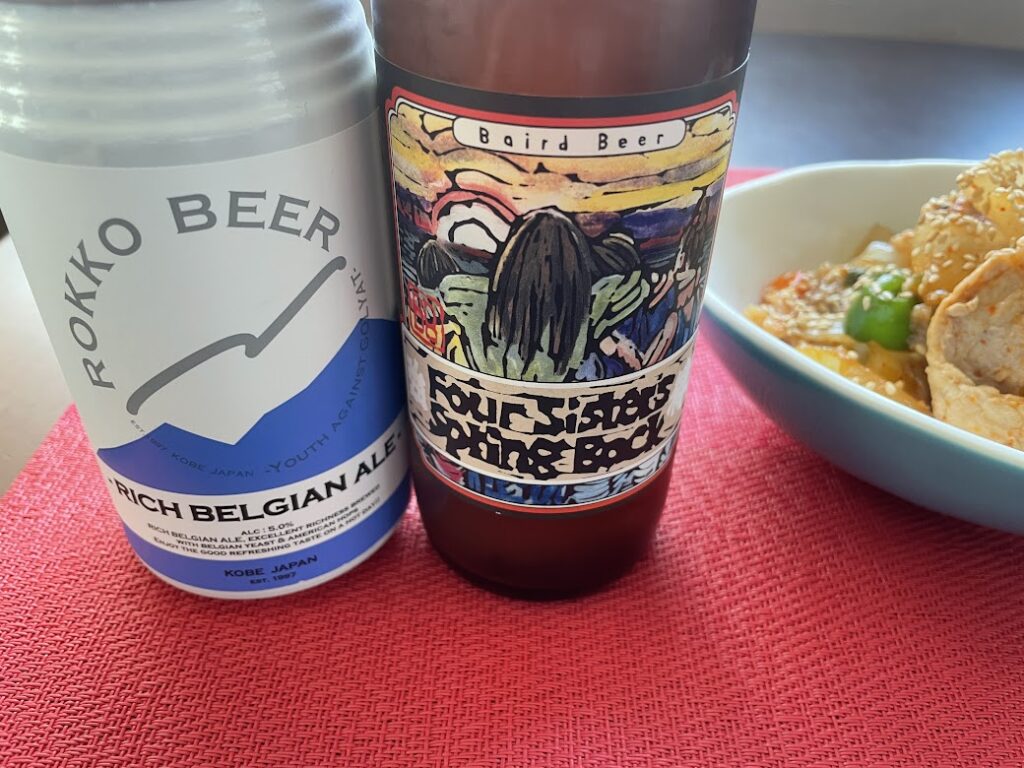 ROKKO BEER
-YOUTH AGAINST GOLYAT-
EST. 1997 KOBE JAPAN
-RICH BELGIAN ALE-
ALC : 5.0%
RICH BELGIAN ALE, EXCELLENT RICHNESS BREWED
WITH BELGIAN YEAST & AMERICAN HOPS
ENJOY THE GOOD REFRESHING TASTE ON A HOT DAY!!
KOBE JAPAN
EST. 1997
Baird Beer
Four Sisters
Spring Bock